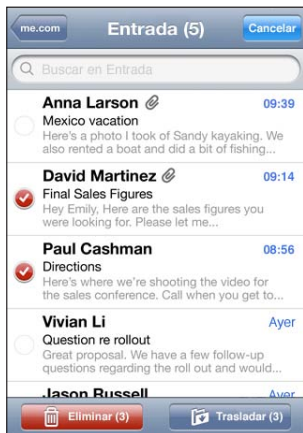 me.com
Entrada (5)
Cancelar
Buscar en Entrada
Anna Larson
09:39
Mexico vacation
Here's a photo I took of Sandy kayaking. We
also rented a boat and did a bit of fishing...
David Martinez
09:14
Final Sales Figures
Hey Emily, Here are the sales figures you
were looking for. Please let me...
Paul Cashman
08:56
Directions
Here's where we're shooting the video for
the sales conference. Call when you get to...
Vivian Li
Ayer
Question re rollout
Great proposal. We have a few follow-up
questions regarding the roll out and would...
Jason Russell
Ayer
Eliminar (3)
Trasladar (3)